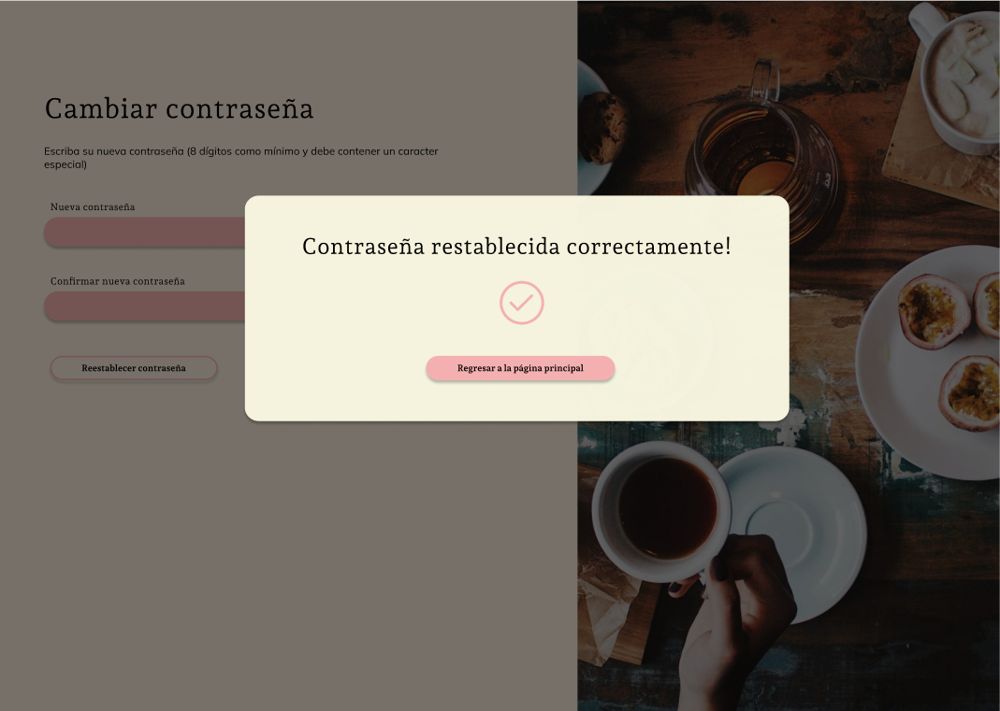 Cambiar contraseña
Escriba su nueva contraseña (8 dígitos como mínimo y debe contener un caracter
especial)
Nueva contraseña
Confirmar nueva contraseña
Reestablecer contraseña
Contraseña restablecida correctamente!
Regresar a la página principal